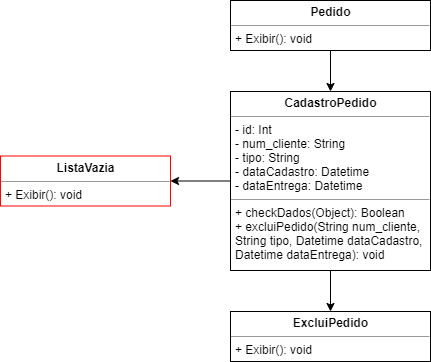 Pedido
+ Exibir(): void
CadastroPedido
- id: Int
- num_cliente: String
- tipo: String
- dataCadastro: Datetime
- dataEntrega: Datetime
+ checkDados(Object): Boolean
+ excluiPedido(String num_cliente,
String tipo, Datetime dataCadastro,
Datetime dataEntrega): void
ListaVazia
+ Exibir(): void
ExcluiPedido
+ Exibir(): void